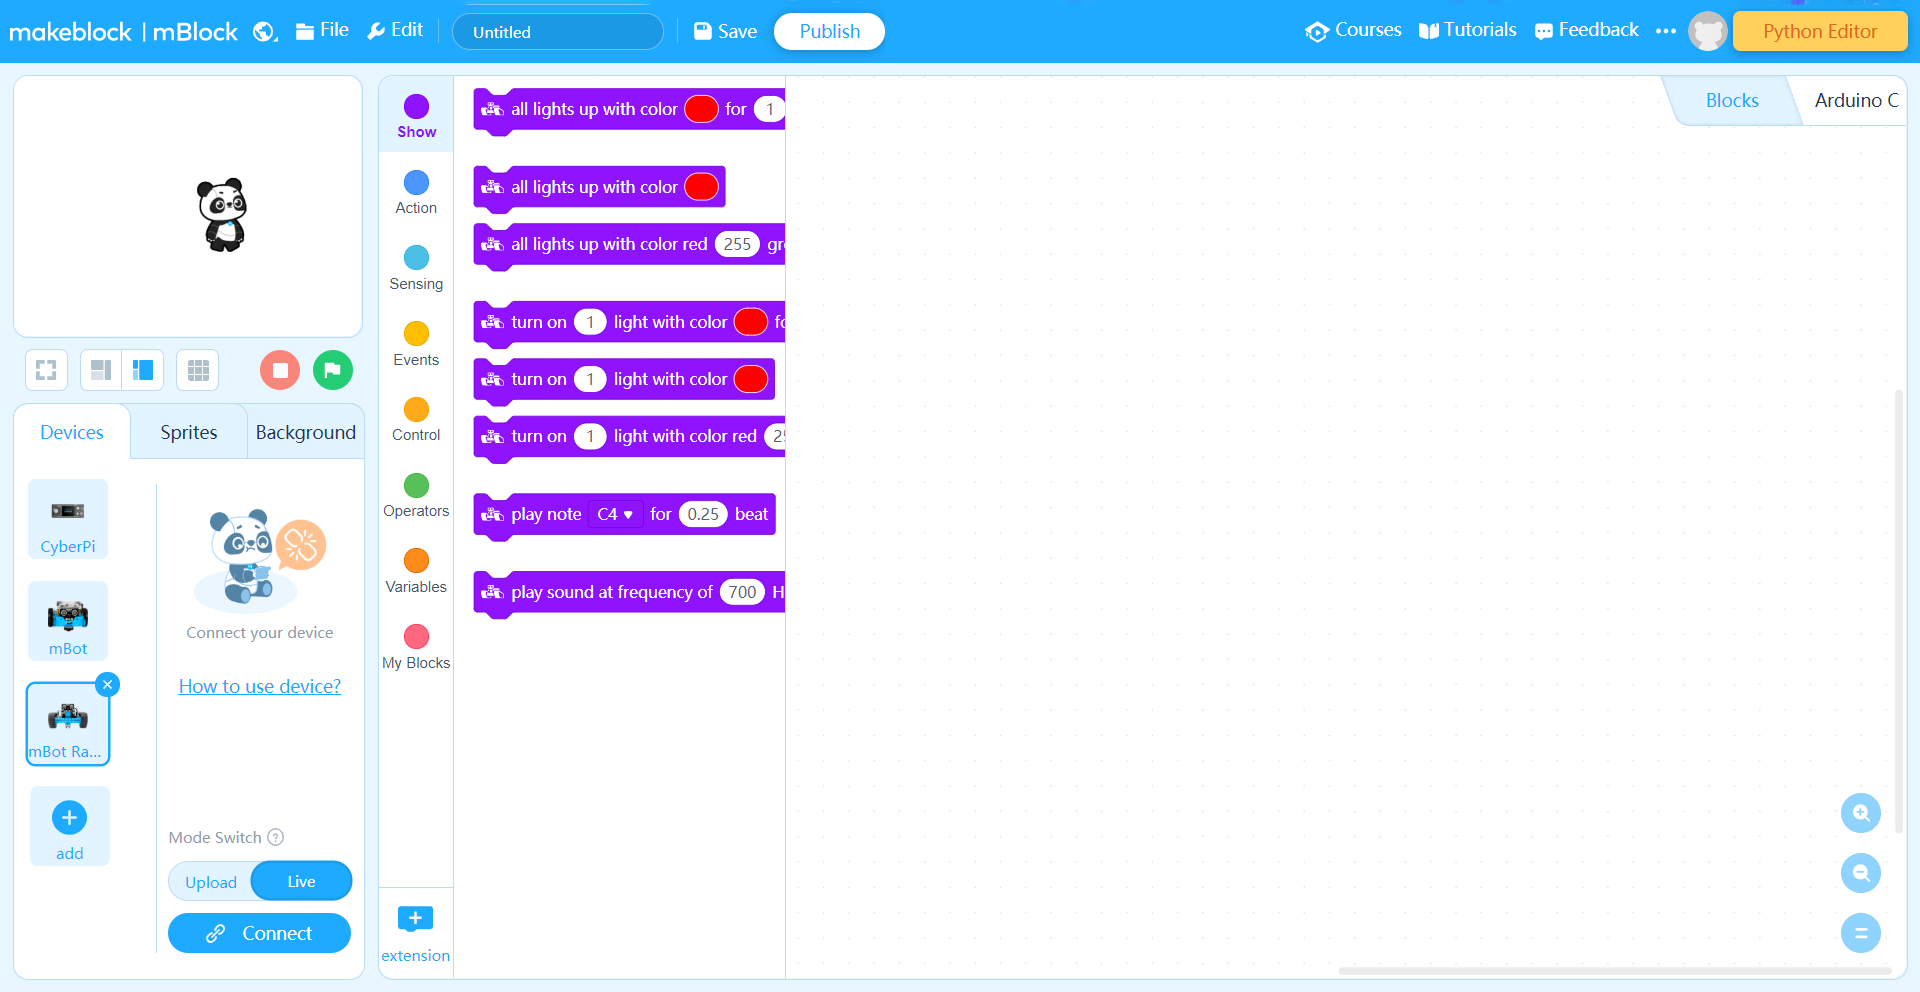 makeblock | mBlock
File
Edit
Untitled
Save
Publish
Courses
Tutorials
Feedback
Python Editor
Devices
Sprites
Background
CyberPi
mBot
mBot Ra...
add
Connect your device
How to use device?
Mode Switch ?
Upload
Live
Connect
Show
Action
Sensing
Events
Control
Operators
Variables
My Blocks
extension
all lights up with color for 1
all lights up with color
all lights up with color red 255 gr
turn on 1 light with color fo
turn on 1 light with color
turn on 1 light with color red 25
play note C4 for 0.25 beat
play sound at frequency of 700 H
Blocks
Arduino C